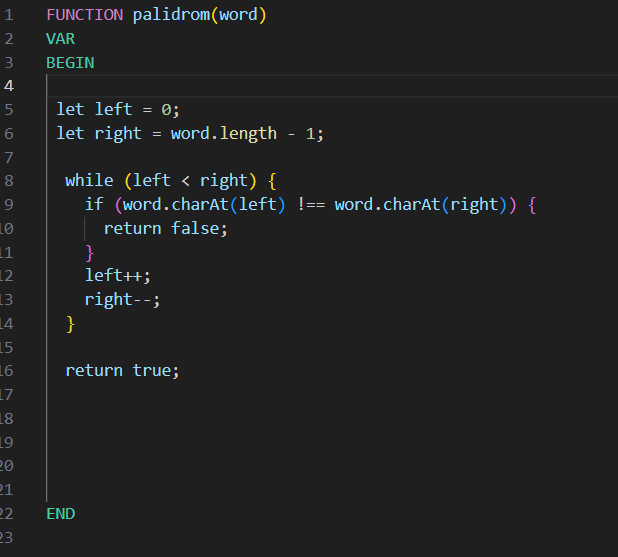 1 FUNCTION palidrom(word)
2 VAR
3 BEGIN
4
5 let left = 0;
6 let right = word.length - 1;
7
8 while (left < right) {
9 if (word.charAt(left) !== word.charAt(right)) {
10 return false;
11 }
12 left++;
13 right--;
14 }
15
16 return true;
17
18
19
20
21
22 END
23